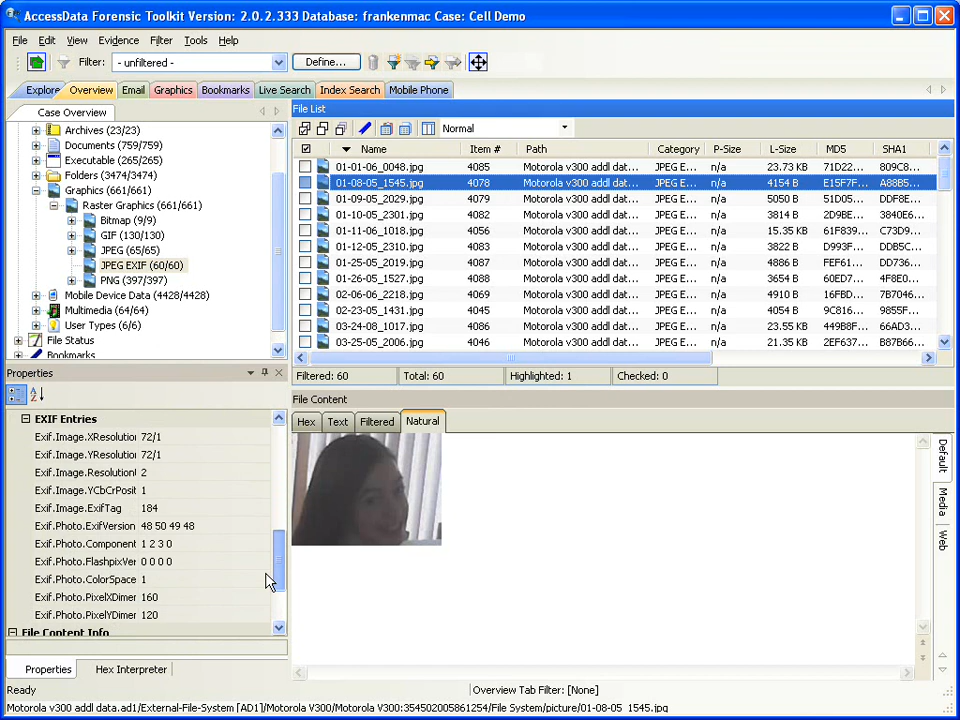 AccessData Forensic Toolkit Version: 2.0.2.333 Database: frankenmac Case: Cell Demo
File Edit View Evidence Filter Tools Help
Filter: - unfiltered - Define...
Explore Overview Email Graphics Bookmarks Live Search Index Search Mobile Phone
Case Overview
Archives (23/23)
Documents (759/759)
Executable (265/265)
Folders (3474/3474)
Graphics (661/661)
Raster Graphics (661/661)
Bitmap (9/9)
GIF (130/130)
JPEG (65/65)
JPEG EXIF (60/60)
PNG (397/397)
Mobile Device Data (4428/4428)
Multimedia (64/64)
User Types (6/6)
File Status
Bookmarks
File List
Normal
Name Item # Path Category P-Size L-Size MD5 SHA1
01-01-06_0048.jpg 4085 Motorola v300 addl dat... JPEG E... n/a 23.73 KB 71D22... 809C8...
01-08-05_1545.jpg 4078 Motorola v300 addl dat... JPEG E... n/a 4154 B E15F7F... A88B5...
01-09-05_2029.jpg 4079 Motorola v300 addl dat... JPEG E... n/a 5050 B 51D05... DDF8E...
01-10-05_2301.jpg 4082 Motorola v300 addl dat... JPEG E... n/a 3814 B 2D9BE... 3840E6...
01-11-06_1018.jpg 4056 Motorola v300 addl dat... JPEG E... n/a 15.35 KB 61F839... C73D9...
01-12-05_2310.jpg 4083 Motorola v300 addl dat... JPEG E... n/a 3822 B D993F... DDB5C...
01-25-05_2019.jpg 4087 Motorola v300 addl dat... JPEG E... n/a 4886 B FEF61... DD736...
01-26-05_1527.jpg 4088 Motorola v300 addl dat... JPEG E... n/a 3654 B 60ED7... 4F8E0...
02-06-06_2218.jpg 4069 Motorola v300 addl dat... JPEG E... n/a 4910 B 16FBD... 7B7046...
02-23-05_1431.jpg 4045 Motorola v300 addl dat... JPEG E... n/a 4054 B 9C816... 9855F...
03-24-08_1017.jpg 4086 Motorola v300 addl dat... JPEG E... n/a 23.55 KB 449B8F... 66AD3...
03-25-05_2006.jpg 4046 Motorola v300 addl dat... JPEG E... n/a 21.35 KB 2EF637... B87B66...
Filtered: 60 Total: 60 Highlighted: 1 Checked: 0
Properties
EXIF Entries
Exif.Image.XResolution 72/1
Exif.Image.YResolution 72/1
Exif.Image.Resolution 2
Exif.Image.YCbCrPosit 1
Exif.Image.ExifTag 184
Exif.Photo.ExifVersion 48 50 49 48
Exif.Photo.Component 1 2 3 0
Exif.Photo.FlashpixVer 0 0 0 0
Exif.Photo.ColorSpace 1
Exif.Photo.PixelXDimer 160
Exif.Photo.PixelYDimer 120
File Content Info
Properties Hex Interpreter
File Content
Hex Text Filtered Natural
Default
Media
Web
Ready Overview Tab Filter: [None]
Motorola v300 addl data.ad1/External-File-System [AD1]/Motorola V300/Motorola V300:354502005861254/File System/picture/01-08-05_1545.jpg